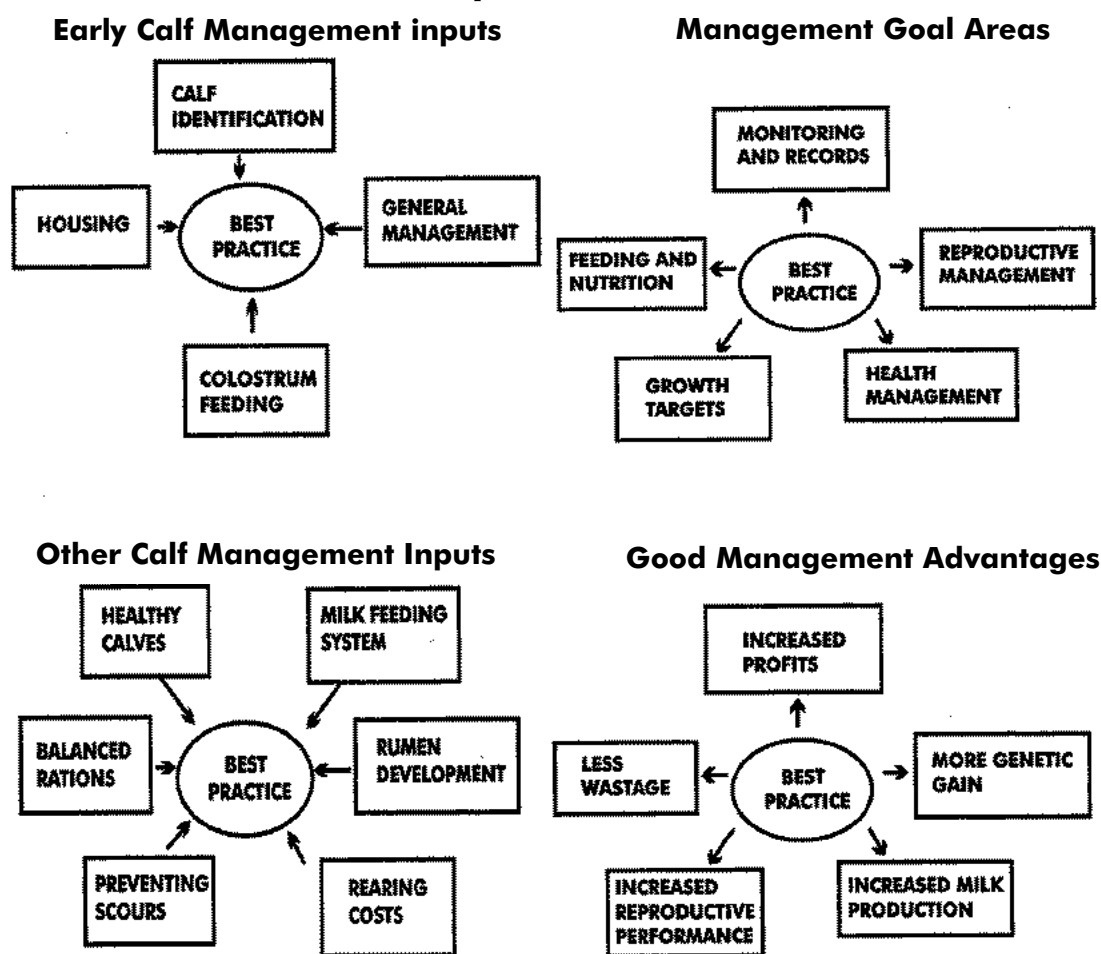 Early Calf Management inputs
CALF
IDENTIFICATION
HOUSING
BEST
PRACTICE
GENERAL
MANAGEMENT
COLOSTRUM
FEEDING
Management Goal Areas
MONITORING
AND RECORDS
FEEDING AND
NUTRITION
BEST
PRACTICE
REPRODUCTIVE
MANAGEMENT
GROWTH
TARGETS
HEALTH
MANAGEMENT
Other Calf Management Inputs
HEALTHY
CALVES
MILK FEEDING
SYSTEM
BALANCED
RATIONS
BEST
PRACTICE
RUMEN
DEVELOPMENT
PREVENTING
SCOURS
REARING
COSTS
Good Management Advantages
INCREASED
PROFITS
LESS
WASTAGE
BEST
PRACTICE
MORE GENETIC
GAIN
INCREASED
REPRODUCTIVE
PERFORMANCE
INCREASED MILK
PRODUCTION